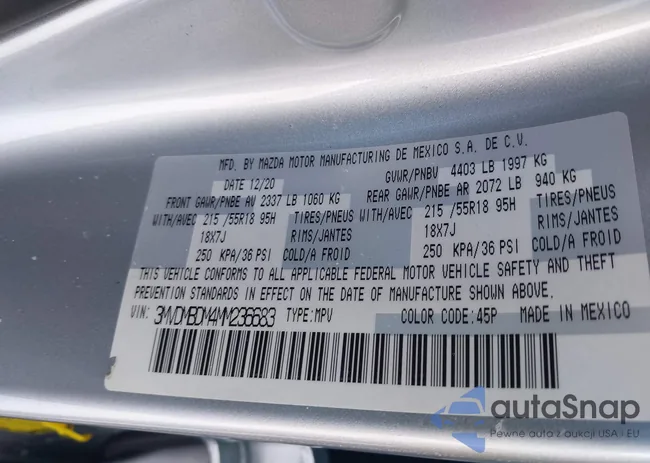 MFD. BY MAZDA MOTOR MANUFACTURING DE MEXICO S.A. DE C.V.
DATE 12/20 GVWR/PNBV 4403 LB 1997 KG
FRONT GAWR/PNBE AV 2337 LB 1060 KG REAR GAWR/PNBE AR 2072 LB 940 KG
WITH/AVEC 215 /55R18 95H TIRES/PNEUS WITH/AVEC 215 /55R18 95H TIRES/PNEUS
18X7J RIMS/JANTES 18X7J RIMS/JANTES
250 KPA/36 PSI COLD/A FROID 250 KPA/36 PSI COLD/A FROID
THIS VEHICLE CONFORMS TO ALL APPLICABLE FEDERAL MOTOR VEHICLE SAFETY AND THEFT
PREVENTION STANDARDS IN EFFECT ON THE DATE OF MANUFACTURE SHOWN ABOVE.
VIN: 3MVDMBDM4MM236683 TYPE:MPV COLOR CODE:45P MADE IN MEXICO
autaSnap
Pewne auta z aukcji USA i EU